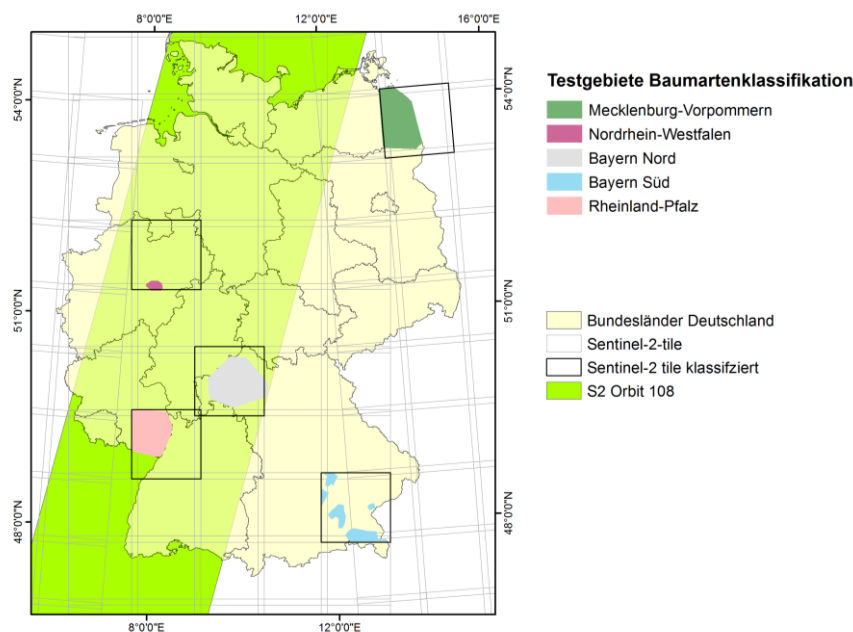 8°0'0"E 12°0'0"E 16°0'0"E
54°0'0"N
54°0'0"N
51°0'0"N
51°0'0"N
48°0'0"N
48°0'0"N
8°0'0"E 12°0'0"E
Testgebiete Baumartenklassifikation
Mecklenburg-Vorpommern
Nordrhein-Westfalen
Bayern Nord
Bayern Süd
Rheinland-Pfalz
Bundesländer Deutschland
Sentinel-2-tile
Sentinel-2 tile klassifziert
S2 Orbit 108